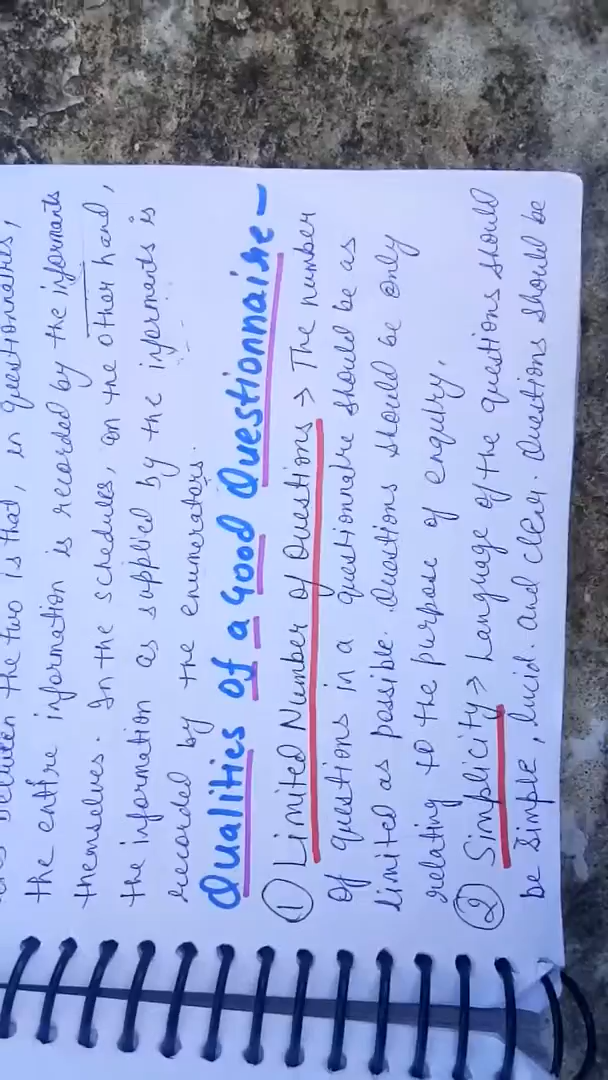 between the two is that, in questionnaires,
the entire information is recorded by the informants
themselves. In the schedules, on the other hand,
the information as supplied by the informants is
recorded by the enumerators.
Qualities of a Good Questionnaire-
① Limited Number of Questions → The number
of questions in a questionnaire should be as
limited as possible. Questions should be only
relating to the purpose of enquiry.
② Simplicity → Language of the questions should
be simple, lucid. and clear. Questions should be